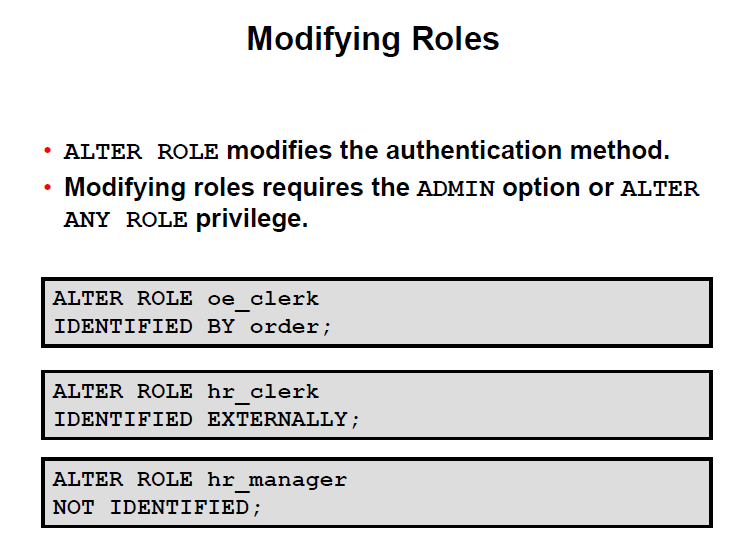 Modifying Roles
• ALTER ROLE modifies the authentication method.
• Modifying roles requires the ADMIN option or ALTER
ANY ROLE privilege.
ALTER ROLE oe_clerk
IDENTIFIED BY order;
ALTER ROLE hr_clerk
IDENTIFIED EXTERNALLY;
ALTER ROLE hr_manager
NOT IDENTIFIED;